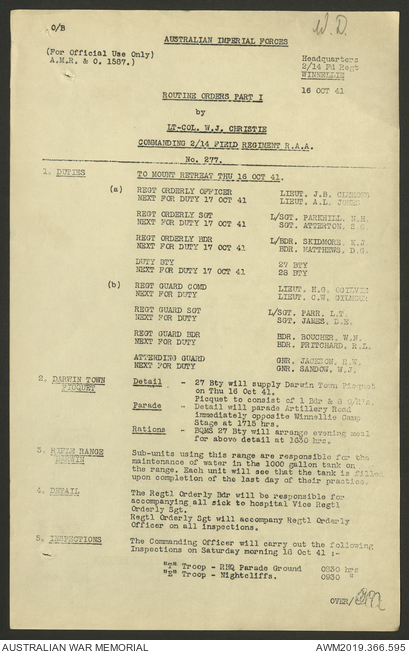 O/B
W.D.
AUSTRALIAN IMPERIAL FORCES
(For Official Use Only)
A.M.R. & O. 1587.)
Headquarters
2/14 Fd Regt
WINNELLIE
16 OCT 41
ROUTINE ORDERS PART I
by
LT-COL. W.J. CHRISTIE
COMMANDING 2/14 FIELD REGIMENT R.A.A.
No. 277.
1. DUTIES TO MOUNT RETREAT THU 16 OCT 41.
(a) REGT ORDERLY OFFICER LIEUT. J.B.
NEXT FOR DUTY 17 OCT 41 LIEUT. A.L. JONES
REGT ORDERLY SGT L/SGT. PARKHILL, N.H.
NEXT FOR DUTY 17 OCT 41 SGT. ATTENTON, S.G.
REGT ORDERLY BDR L/BDR. SKIDMORE, K.J.
NEXT FOR DUTY 17 OCT 41 BDR. MATTHEWS, D.G.
DUTY BTY 27 BTY
NEXT FOR DUTY 17 OCT 41 28 BTY
(b) REGT GUARD COMD LIEUT. H.G. OGILVIE
NEXT FOR DUTY LIEUT. C.W. GILMOUR
REGT GUARD SGT L/SGT. PARR, L.T.
NEXT FOR DUTY SGT. JAMES, D.E.
REGT GUARD BDR BDR. BOUCHER, W.N.
NEXT FOR DUTY BDR. PRITCHARD, R.L.
ATTENDING GUARD GNR. JACKSON, R.W.
NEXT FOR DUTY GNR. SANDOW, W.J.
2. DARWIN TOWN PICQUET Detail - 27 Bty will supply Darwin Town Picquet
on Thu 16 Oct 41.
Picquet to consist of 1 Bdr & 8 O/R's.
Parade - Detail will parade Artillery Road
immediately opposite Winnellie Camp
Stage at 1715 hrs.
Rations - BQMS 27 Bty will arrange evening meal
for above detail at 1630 hrs.
3. RIFLE RANGE Sub-units using this range are responsible for the
maintenance of water in the 1000 gallon tank on
the range. Each unit will see that the tank is filled
upon completion of the last day of their practice.
4. DETAIL The Regtl Orderly Bdr will be responsible for
accompanying all sick to hospital Vice Regtl
Orderly Sgt.
Regtl Orderly Sgt will accompany Regtl Orderly
Officer on all inspections.
5. INSPECTIONS The Commanding Officer will carry out the following
Inspections on Saturday morning 18 Oct 41 :-
Troop - RHQ Parade Ground 0830 hrs
Troop - Nightcliffs. 0930 "
OVER/
AUSTRALIAN WAR MEMORIAL
AWM2019.366.595